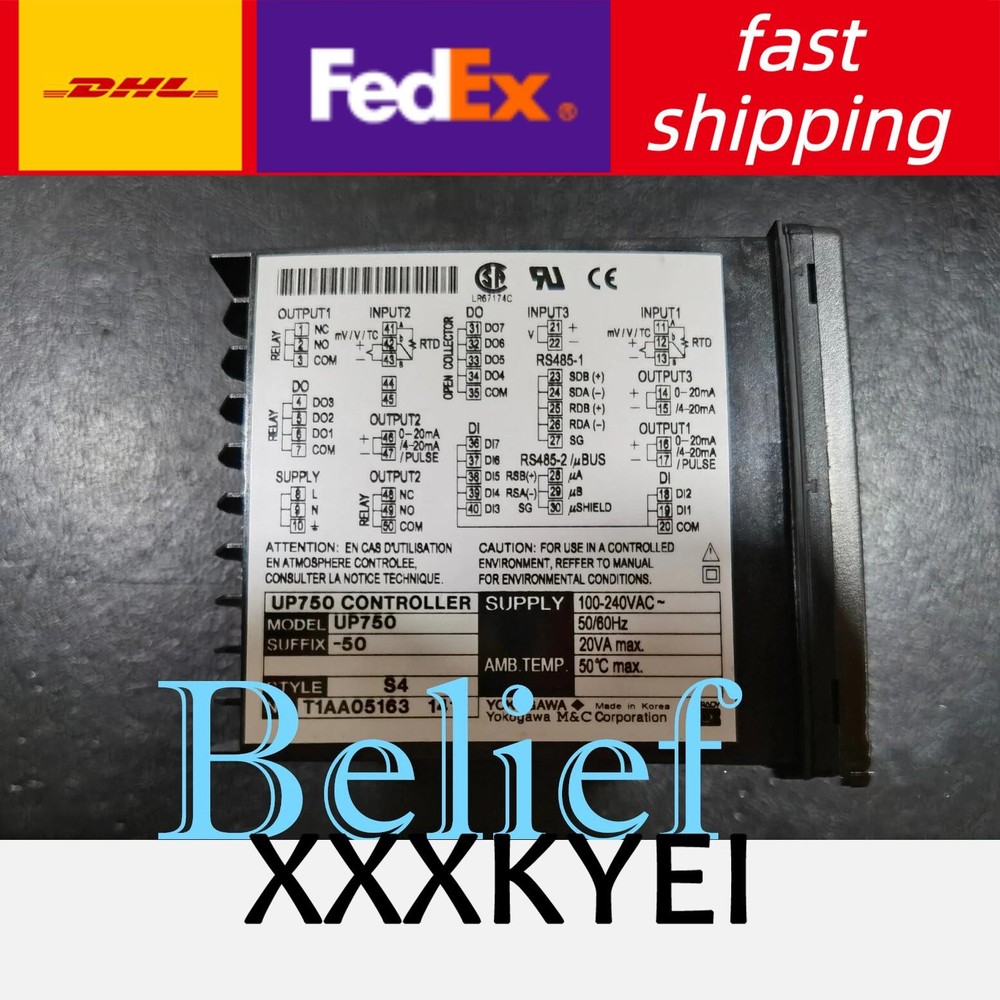 DHL
FedEx®
fast
shipping
LR67174C
OUTPUT1
RELAY
1 NC
2 NO
3 COM
DO
RELAY
4 DO3
5 DO2
6 DO1
7 COM
SUPPLY
8 L
9 N
10
INPUT2
mV/V/TC
41 A
42 b
43 B
RTD
44
45
OUTPUT2
+ 46 0-20mA
- 47 /4-20mA
/PULSE
OUTPUT2
RELAY
48 NC
49 NO
50 COM
DO
OPEN COLLECTOR
31 DO7
32 DO6
33 DO5
34 DO4
35 COM
DI
36 DI7
37 DI6
38 DI5
39 DI4
40 DI3
INPUT3
V
21 +
22 -
RS485-1
23 SDB (+)
24 SDA (-)
25 RDB (+)
26 RDA (-)
27 SG
RS485-2/μBUS
RSB(+) 28 μA
RSA(-) 29 μB
SG 30 μSHIELD
INPUT1
mV/V/TC
11 A
12 b
13 B
RTD
OUTPUT3
+ 14 0-20mA
- 15 /4-20mA
OUTPUT1
+ 16 0-20mA
- 17 /4-20mA
/PULSE
DI
18 DI2
19 DI1
20 COM
ATTENTION: EN CAS D'UTILISATION
EN ATMOSPHERE CONTROLEE,
CONSULTER LA NOTICE TECHNIQUE.
CAUTION: FOR USE IN A CONTROLLED
ENVIRONMENT, REFFER TO MANUAL
FOR ENVIRONMENTAL CONDITIONS.
UP750 CONTROLLER
MODEL UP750
SUFFIX -50
STYLE S4
T1AA05163
SUPPLY 100-240VAC~
50/60Hz
20VA max.
AMB.TEMP. 50°C max.
YOKOGAWA Made in Korea
Yokogawa M&C Corporation
Belief
XXXKYEI